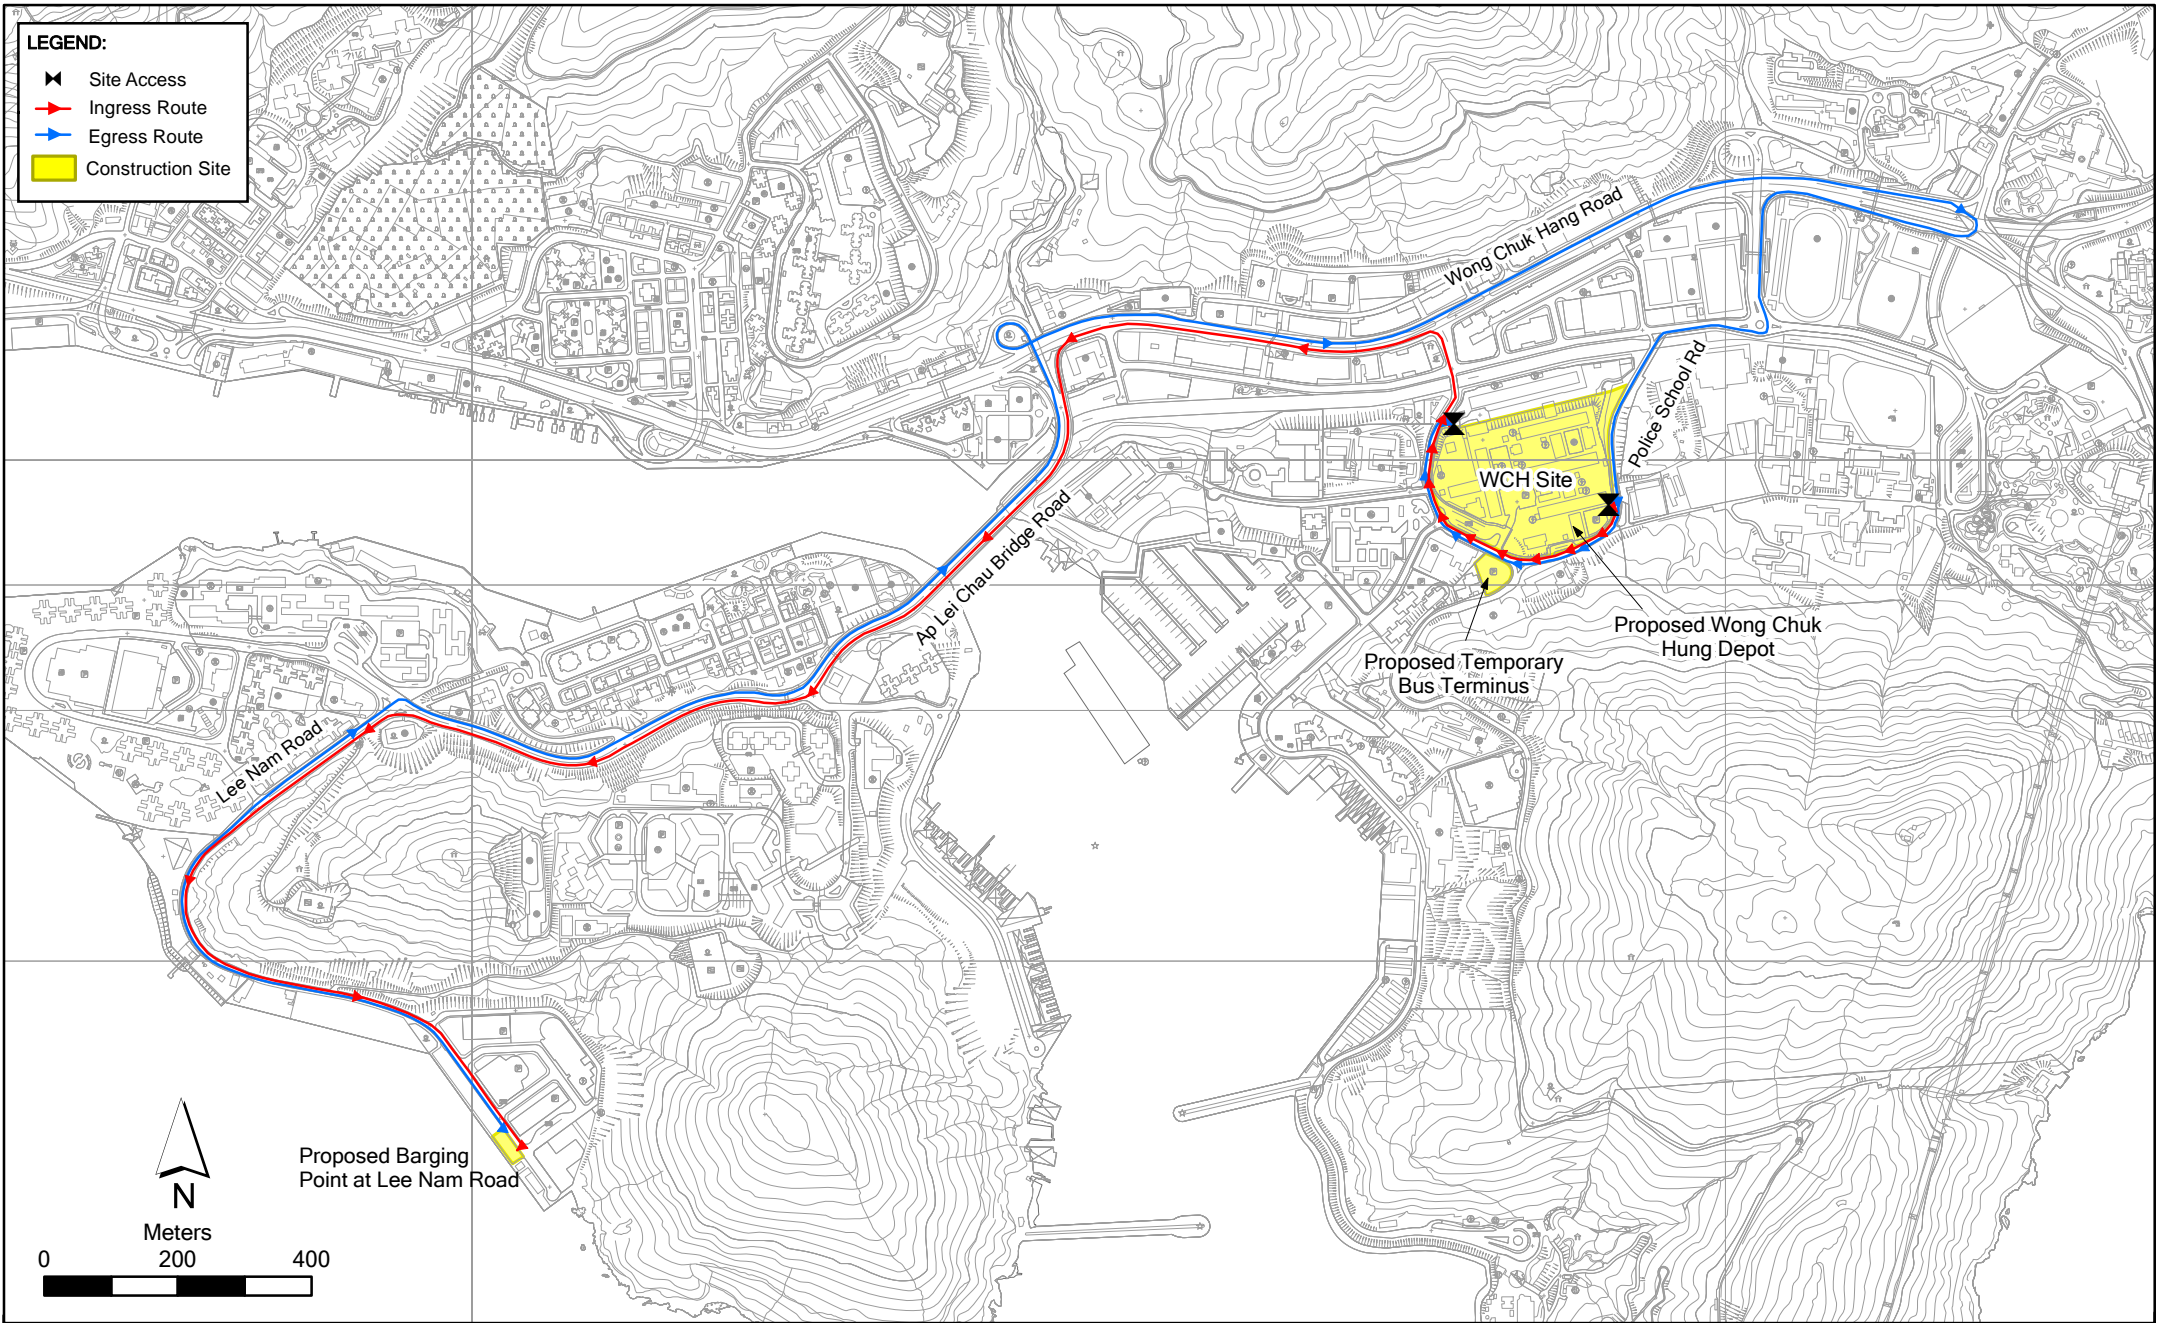 LEGEND:
Site Access
Ingress Route
Egress Route
Construction Site
Wong Chuk Hang Road
Police School Rd
WCH Site
Ap Lei Chau Bridge Road
Proposed Wong Chuk
Hung Depot
Proposed Temporary
Bus Terminus
Lee Nam Road
Proposed Barging
Point at Lee Nam Road
N
Meters
0 200 400